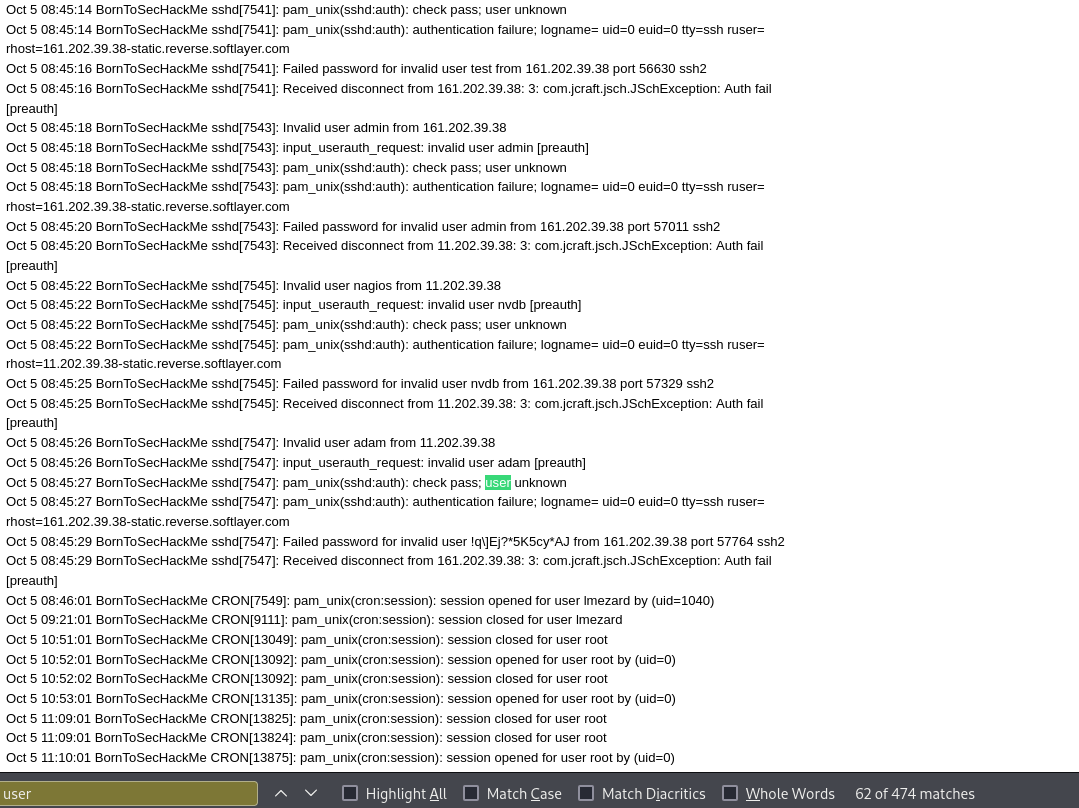 Oct 5 08:45:14 BornToSecHackMe sshd[7541]: pam_unix(sshd:auth): check pass; user unknown
Oct 5 08:45:14 BornToSecHackMe sshd[7541]: pam_unix(sshd:auth): authentication failure; logname= uid=0 euid=0 tty=ssh ruser=
rhost=161.202.39.38-static.reverse.softlayer.com
Oct 5 08:45:16 BornToSecHackMe sshd[7541]: Failed password for invalid user test from 161.202.39.38 port 56630 ssh2
Oct 5 08:45:16 BornToSecHackMe sshd[7541]: Received disconnect from 161.202.39.38: 3: com.jcraft.jsch.JSchException: Auth fail
[preauth]
Oct 5 08:45:18 BornToSecHackMe sshd[7543]: Invalid user admin from 161.202.39.38
Oct 5 08:45:18 BornToSecHackMe sshd[7543]: input_userauth_request: invalid user admin [preauth]
Oct 5 08:45:18 BornToSecHackMe sshd[7543]: pam_unix(sshd:auth): check pass; user unknown
Oct 5 08:45:18 BornToSecHackMe sshd[7543]: pam_unix(sshd:auth): authentication failure; logname= uid=0 euid=0 tty=ssh ruser=
rhost=161.202.39.38-static.reverse.softlayer.com
Oct 5 08:45:20 BornToSecHackMe sshd[7543]: Failed password for invalid user admin from 161.202.39.38 port 57011 ssh2
Oct 5 08:45:20 BornToSecHackMe sshd[7543]: Received disconnect from 11.202.39.38: 3: com.jcraft.jsch.JSchException: Auth fail
[preauth]
Oct 5 08:45:22 BornToSecHackMe sshd[7545]: Invalid user nagios from 11.202.39.38
Oct 5 08:45:22 BornToSecHackMe sshd[7545]: input_userauth_request: invalid user nvdb [preauth]
Oct 5 08:45:22 BornToSecHackMe sshd[7545]: pam_unix(sshd:auth): check pass; user unknown
Oct 5 08:45:22 BornToSecHackMe sshd[7545]: pam_unix(sshd:auth): authentication failure; logname= uid=0 euid=0 tty=ssh ruser=
rhost=11.202.39.38-static.reverse.softlayer.com
Oct 5 08:45:25 BornToSecHackMe sshd[7545]: Failed password for invalid user nvdb from 161.202.39.38 port 57329 ssh2
Oct 5 08:45:25 BornToSecHackMe sshd[7545]: Received disconnect from 11.202.39.38: 3: com.jcraft.jsch.JSchException: Auth fail
[preauth]
Oct 5 08:45:26 BornToSecHackMe sshd[7547]: Invalid user adam from 11.202.39.38
Oct 5 08:45:26 BornToSecHackMe sshd[7547]: input_userauth_request: invalid user adam [preauth]
Oct 5 08:45:27 BornToSecHackMe sshd[7547]: pam_unix(sshd:auth): check pass; user unknown
Oct 5 08:45:27 BornToSecHackMe sshd[7547]: pam_unix(sshd:auth): authentication failure; logname= uid=0 euid=0 tty=ssh ruser=
rhost=161.202.39.38-static.reverse.softlayer.com
Oct 5 08:45:29 BornToSecHackMe sshd[7547]: Failed password for invalid user !q\]Ej?*5K5cy*AJ from 161.202.39.38 port 57764 ssh2
Oct 5 08:45:29 BornToSecHackMe sshd[7547]: Received disconnect from 161.202.39.38: 3: com.jcraft.jsch.JSchException: Auth fail
[preauth]
Oct 5 08:46:01 BornToSecHackMe CRON[7549]: pam_unix(cron:session): session opened for user lmezard by (uid=1040)
Oct 5 09:21:01 BornToSecHackMe CRON[9111]: pam_unix(cron:session): session closed for user lmezard
Oct 5 10:51:01 BornToSecHackMe CRON[13049]: pam_unix(cron:session): session closed for user root
Oct 5 10:52:01 BornToSecHackMe CRON[13092]: pam_unix(cron:session): session opened for user root by (uid=0)
Oct 5 10:52:02 BornToSecHackMe CRON[13092]: pam_unix(cron:session): session closed for user root
Oct 5 10:53:01 BornToSecHackMe CRON[13135]: pam_unix(cron:session): session opened for user root by (uid=0)
Oct 5 11:09:01 BornToSecHackMe CRON[13825]: pam_unix(cron:session): session closed for user root
Oct 5 11:09:01 BornToSecHackMe CRON[13824]: pam_unix(cron:session): session closed for user root
Oct 5 11:10:01 BornToSecHackMe CRON[13875]: pam_unix(cron:session): session opened for user root by (uid=0)
user Highlight All Match Case Match Diacritics Whole Words 62 of 474 matches